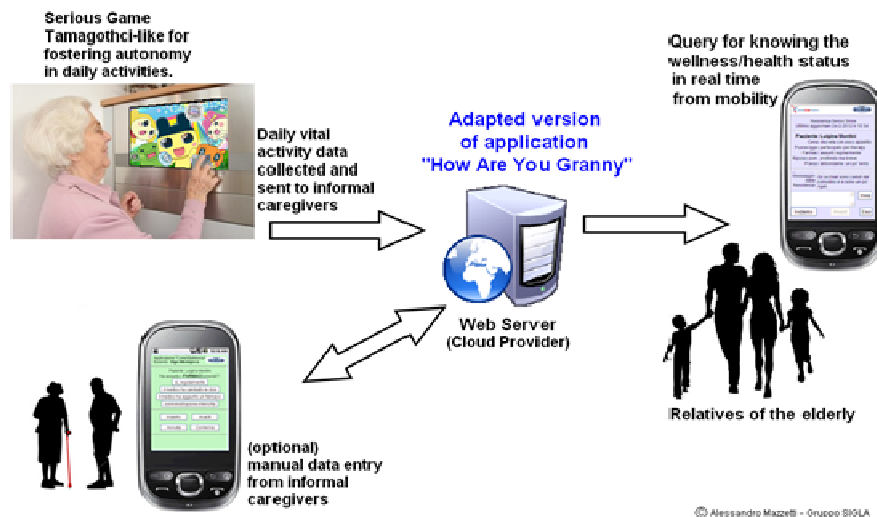 Serious Game
Tamagothci-like for
fostering autonomy
in daily activities.
Daily vital
activity data
collected and
sent to informal
caregivers
Adapted version
of application
"How Are You Granny"
Web Server
(Cloud Provider)
Query for knowing the
wellness/health status
in real time
from mobility
Relatives of the elderly
(optional)
manual data entry
from informal
caregivers
© Alessandro Mazzetti - Gruppo SIGLA